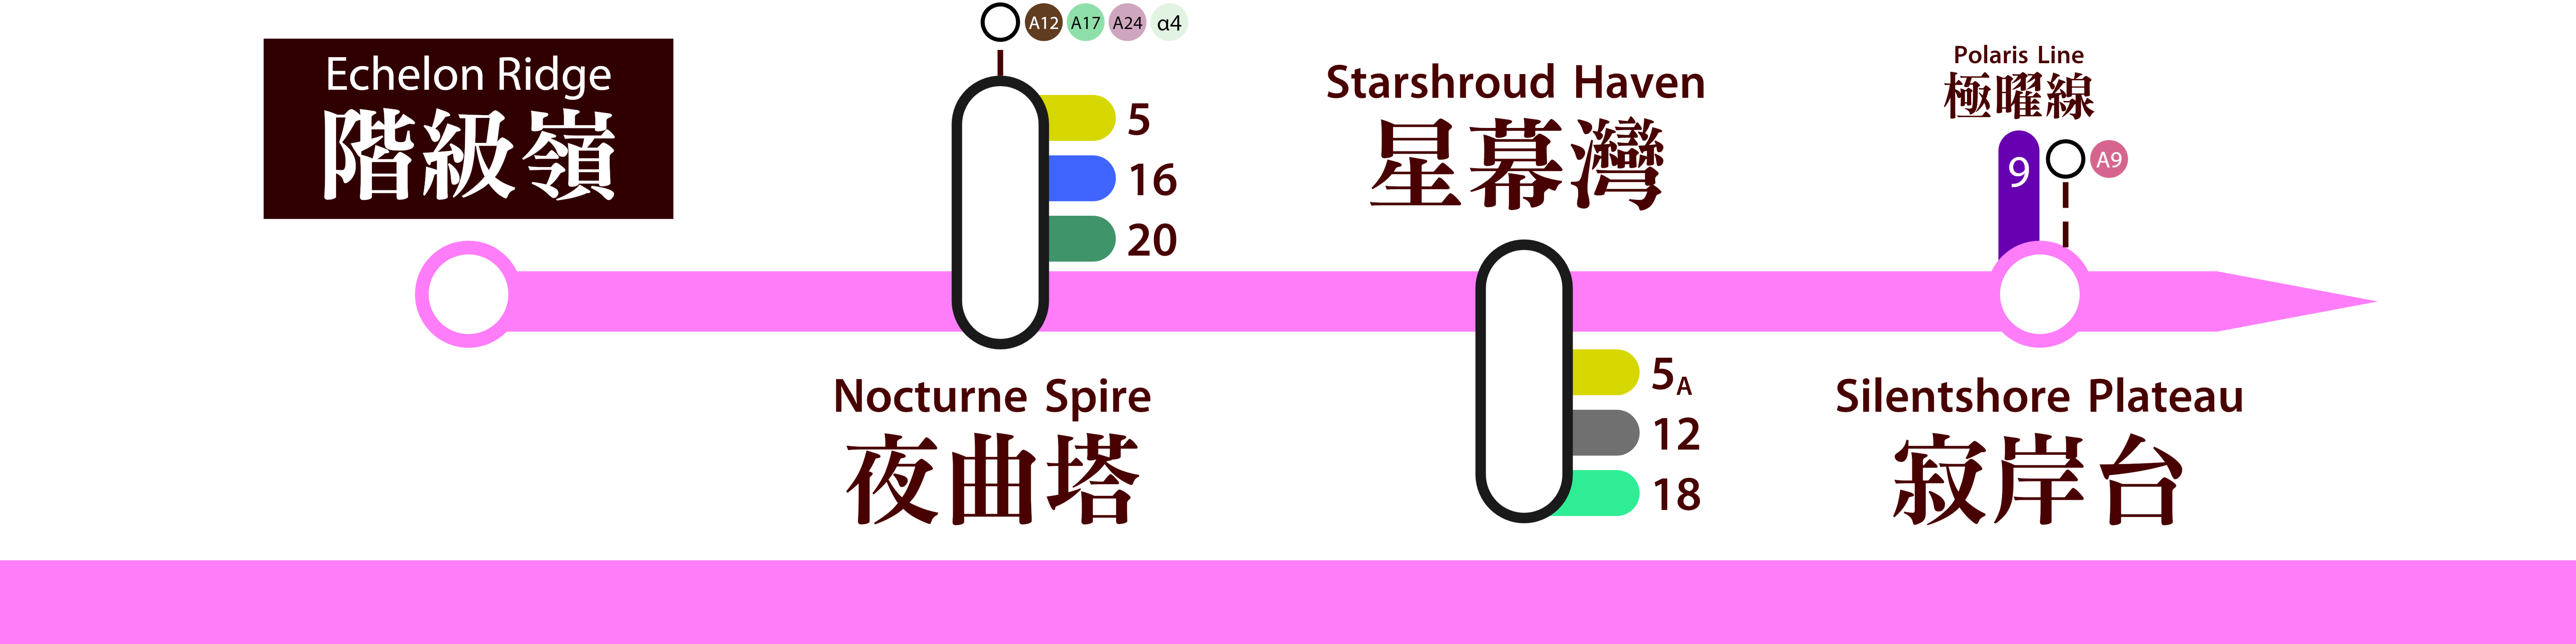 Echelon Ridge
階級嶺
A12 A17 A24 α4
5
16
20
Nocturne Spire
夜曲塔
Starshroud Haven
星幕灣
5A
12
18
Polaris Line
極曜線
9
A9
Silentshore Plateau
寂岸台